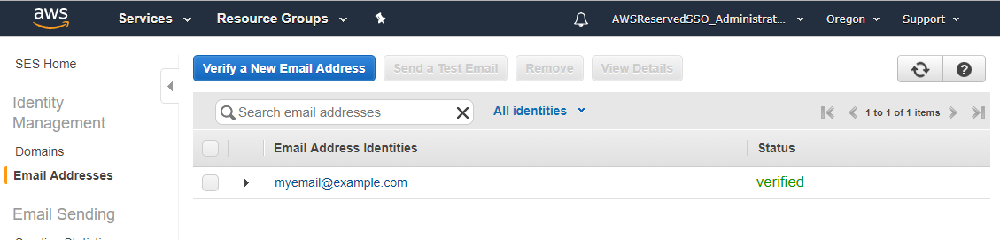 aws Services Resource Groups AWSReservedSSO_Administrat... Oregon Support
SES Home
Identity Management
Domains
Email Addresses
Email Sending
Verify a New Email Address Send a Test Email Remove View Details
Search email addresses All identities 1 to 1 of 1 items
Email Address Identities Status
myemail@example.com verified